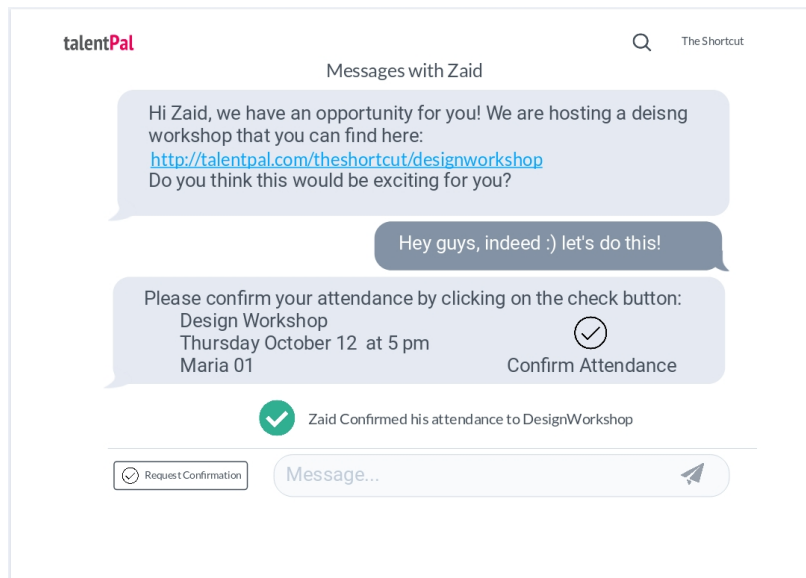 talentPal
The Shortcut
Messages with Zaid
Hi Zaid, we have an opportunity for you! We are hosting a deisng
workshop that you can find here:
http://talentpal.com/theshortcut/designworkshop
Do you think this would be exciting for you?
Hey guys, indeed :) let's do this!
Please confirm your attendance by clicking on the check button:
Design Workshop
Thursday October 12 at 5 pm
Maria 01
Confirm Attendance
Zaid Confirmed his attendance to DesignWorkshop
Request Confirmation
Message...